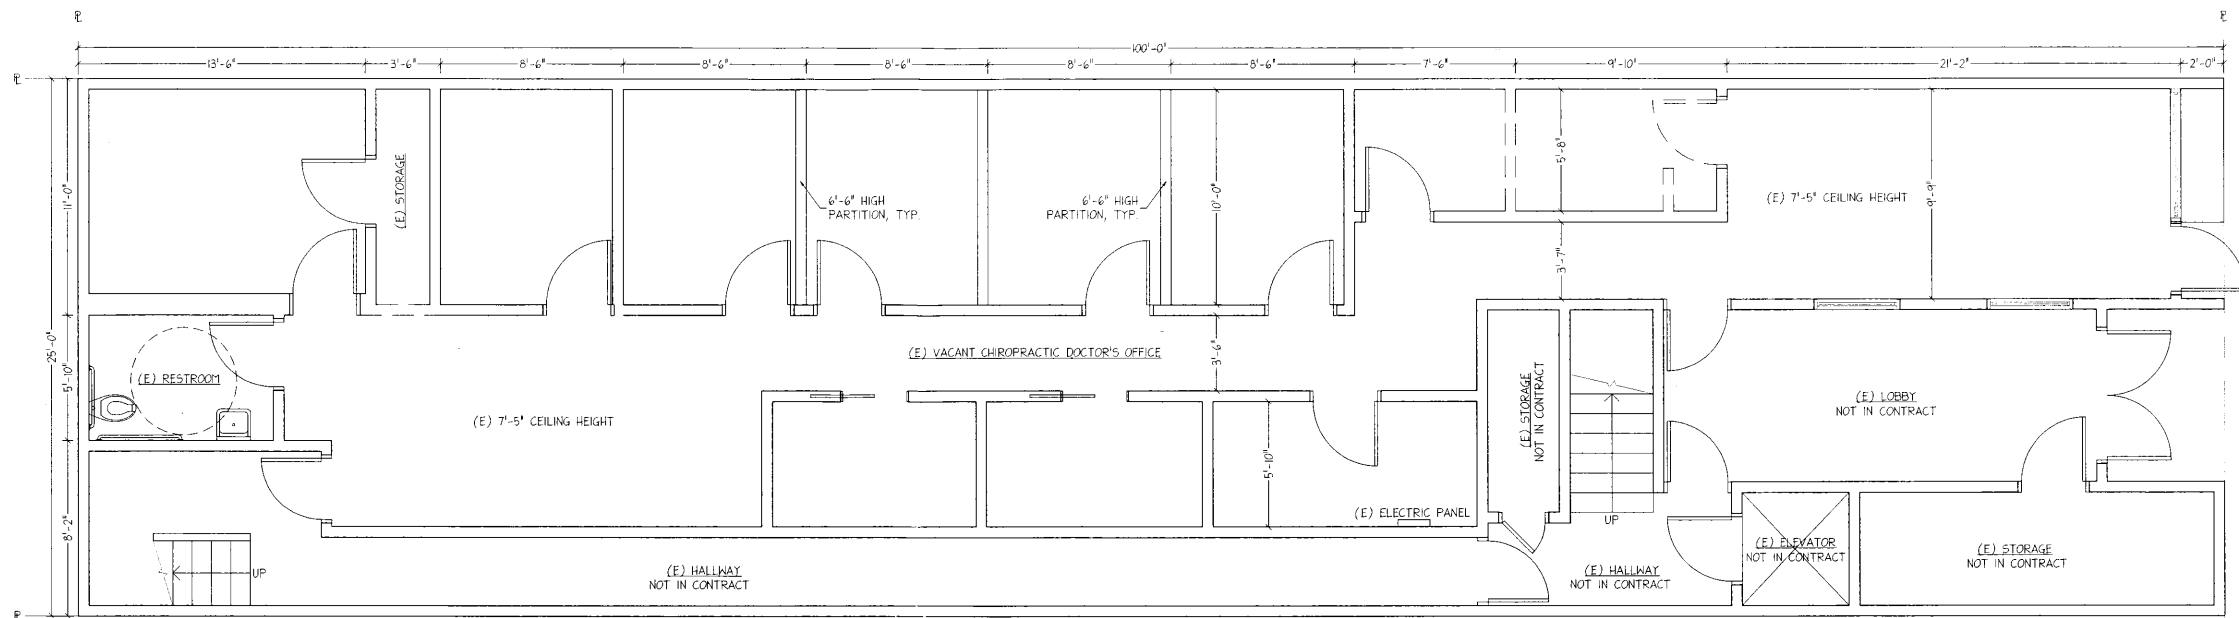 ℄
℄
100'-0"
13'-6"
3'-6"
8'-6"
8'-6"
8'-6"
8'-6"
8'-6"
7'-6"
9'-10"
21'-2"
2'-0"
℄
25'-0"
11'-0"
5'-10"
8'-2"
℄
(E) STORAGE
6'-6" HIGH
PARTITION, TYP.
6'-6" HIGH
PARTITION, TYP.
10'-0"
5'-8"
3'-7"
(E) 7'-5" CEILING HEIGHT
9'-9"
(E) VACANT CHIROPRACTIC DOCTOR'S OFFICE
3'-6"
(E) RESTROOM
(E) 7'-5" CEILING HEIGHT
5'-10"
(E) ELECTRIC PANEL
(E) STORAGE
NOT IN CONTRACT
UP
(E) LOBBY
NOT IN CONTRACT
UP
(E) HALLWAY
NOT IN CONTRACT
(E) HALLWAY
NOT IN CONTRACT
(E) ELEVATOR
NOT IN CONTRACT
(E) STORAGE
NOT IN CONTRACT